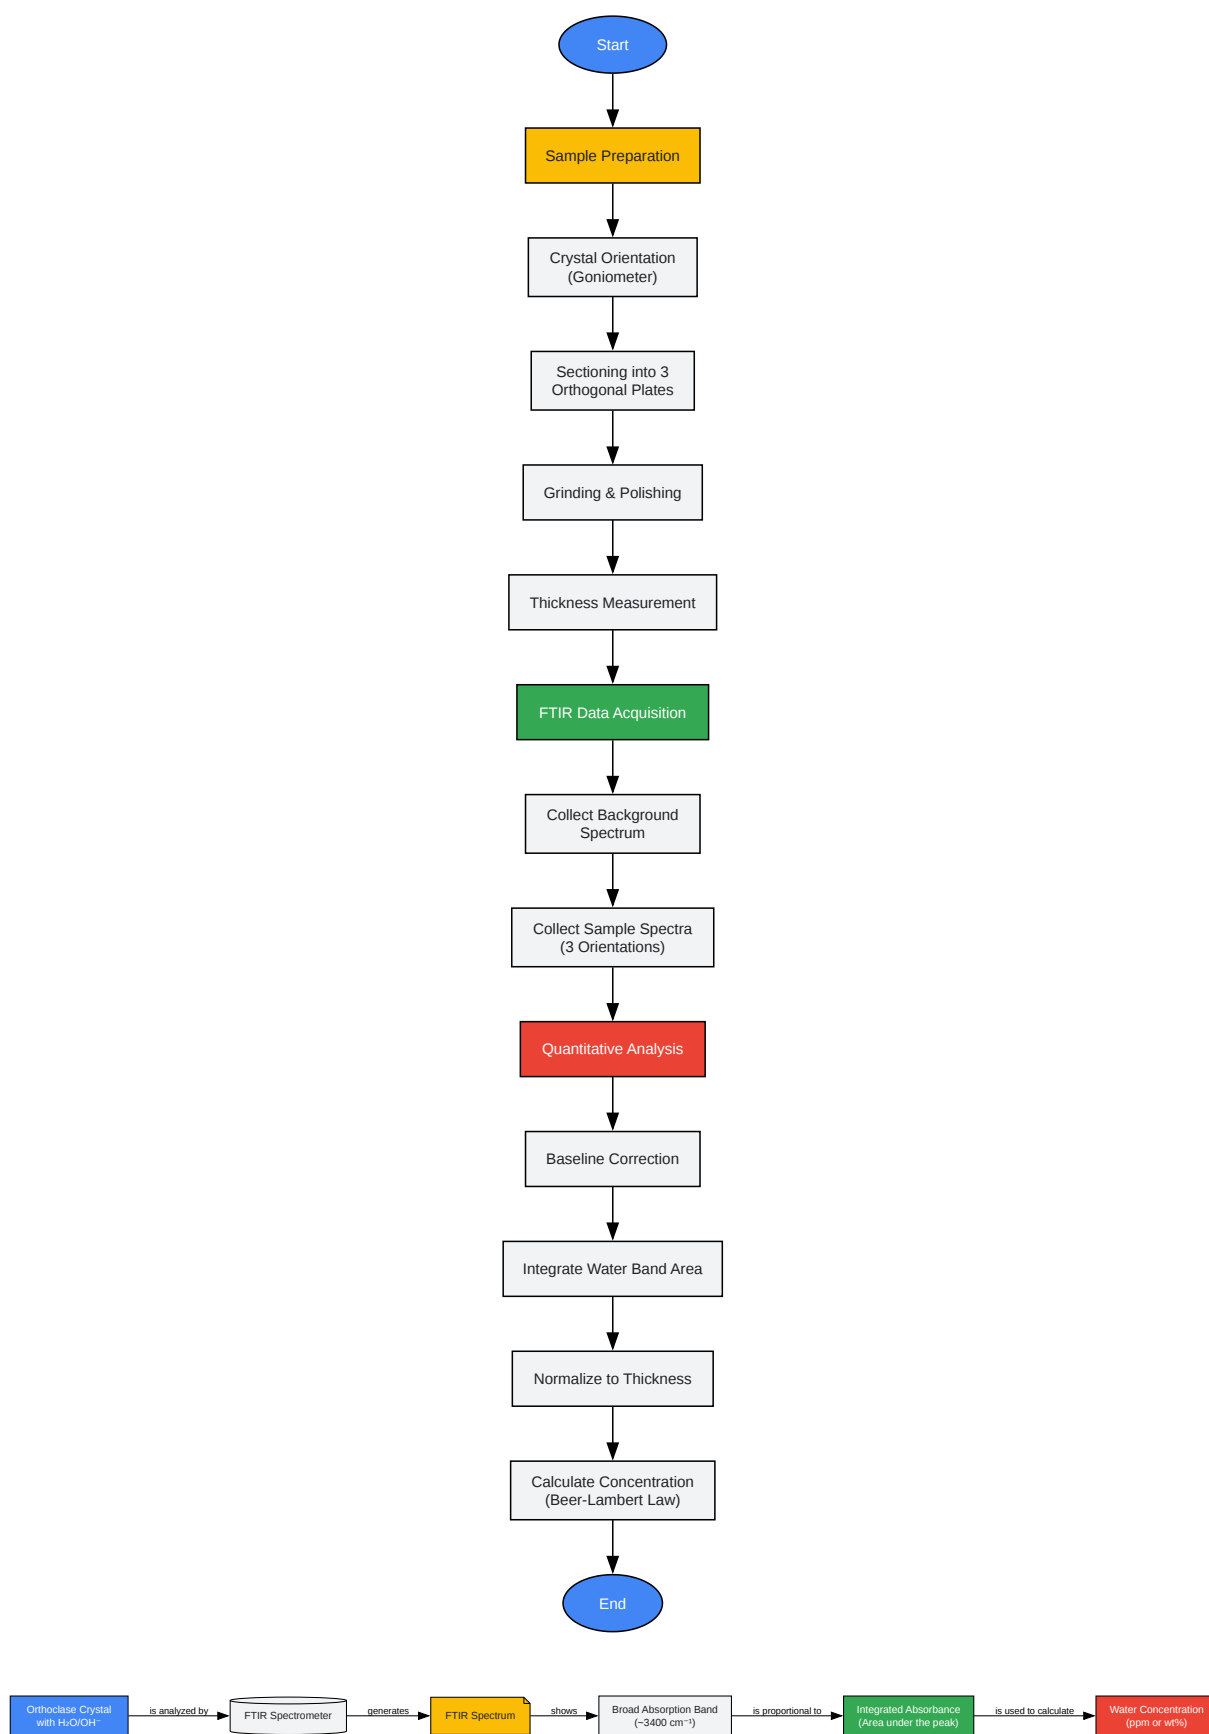 Start
Sample Preparation
Crystal Orientation
(Goniometer)
Sectioning into 3
Orthogonal Plates
Grinding & Polishing
Thickness Measurement
FTIR Data Acquisition
Collect Background
Spectrum
Collect Sample Spectra
(3 Orientations)
Quantitative Analysis
Baseline Correction
Integrate Water Band Area
Normalize to Thickness
Calculate Concentration
(Beer-Lambert Law)
End
Orthoclase Crystal
with H₂O/OH⁻
is analyzed by
FTIR Spectrometer
generates
FTIR Spectrum
shows
Broad Absorption Band
(~3400 cm⁻¹)
is proportional to
Integrated Absorbance
(Area under the peak)
is used to calculate
Water Concentration
(ppm or wt%)